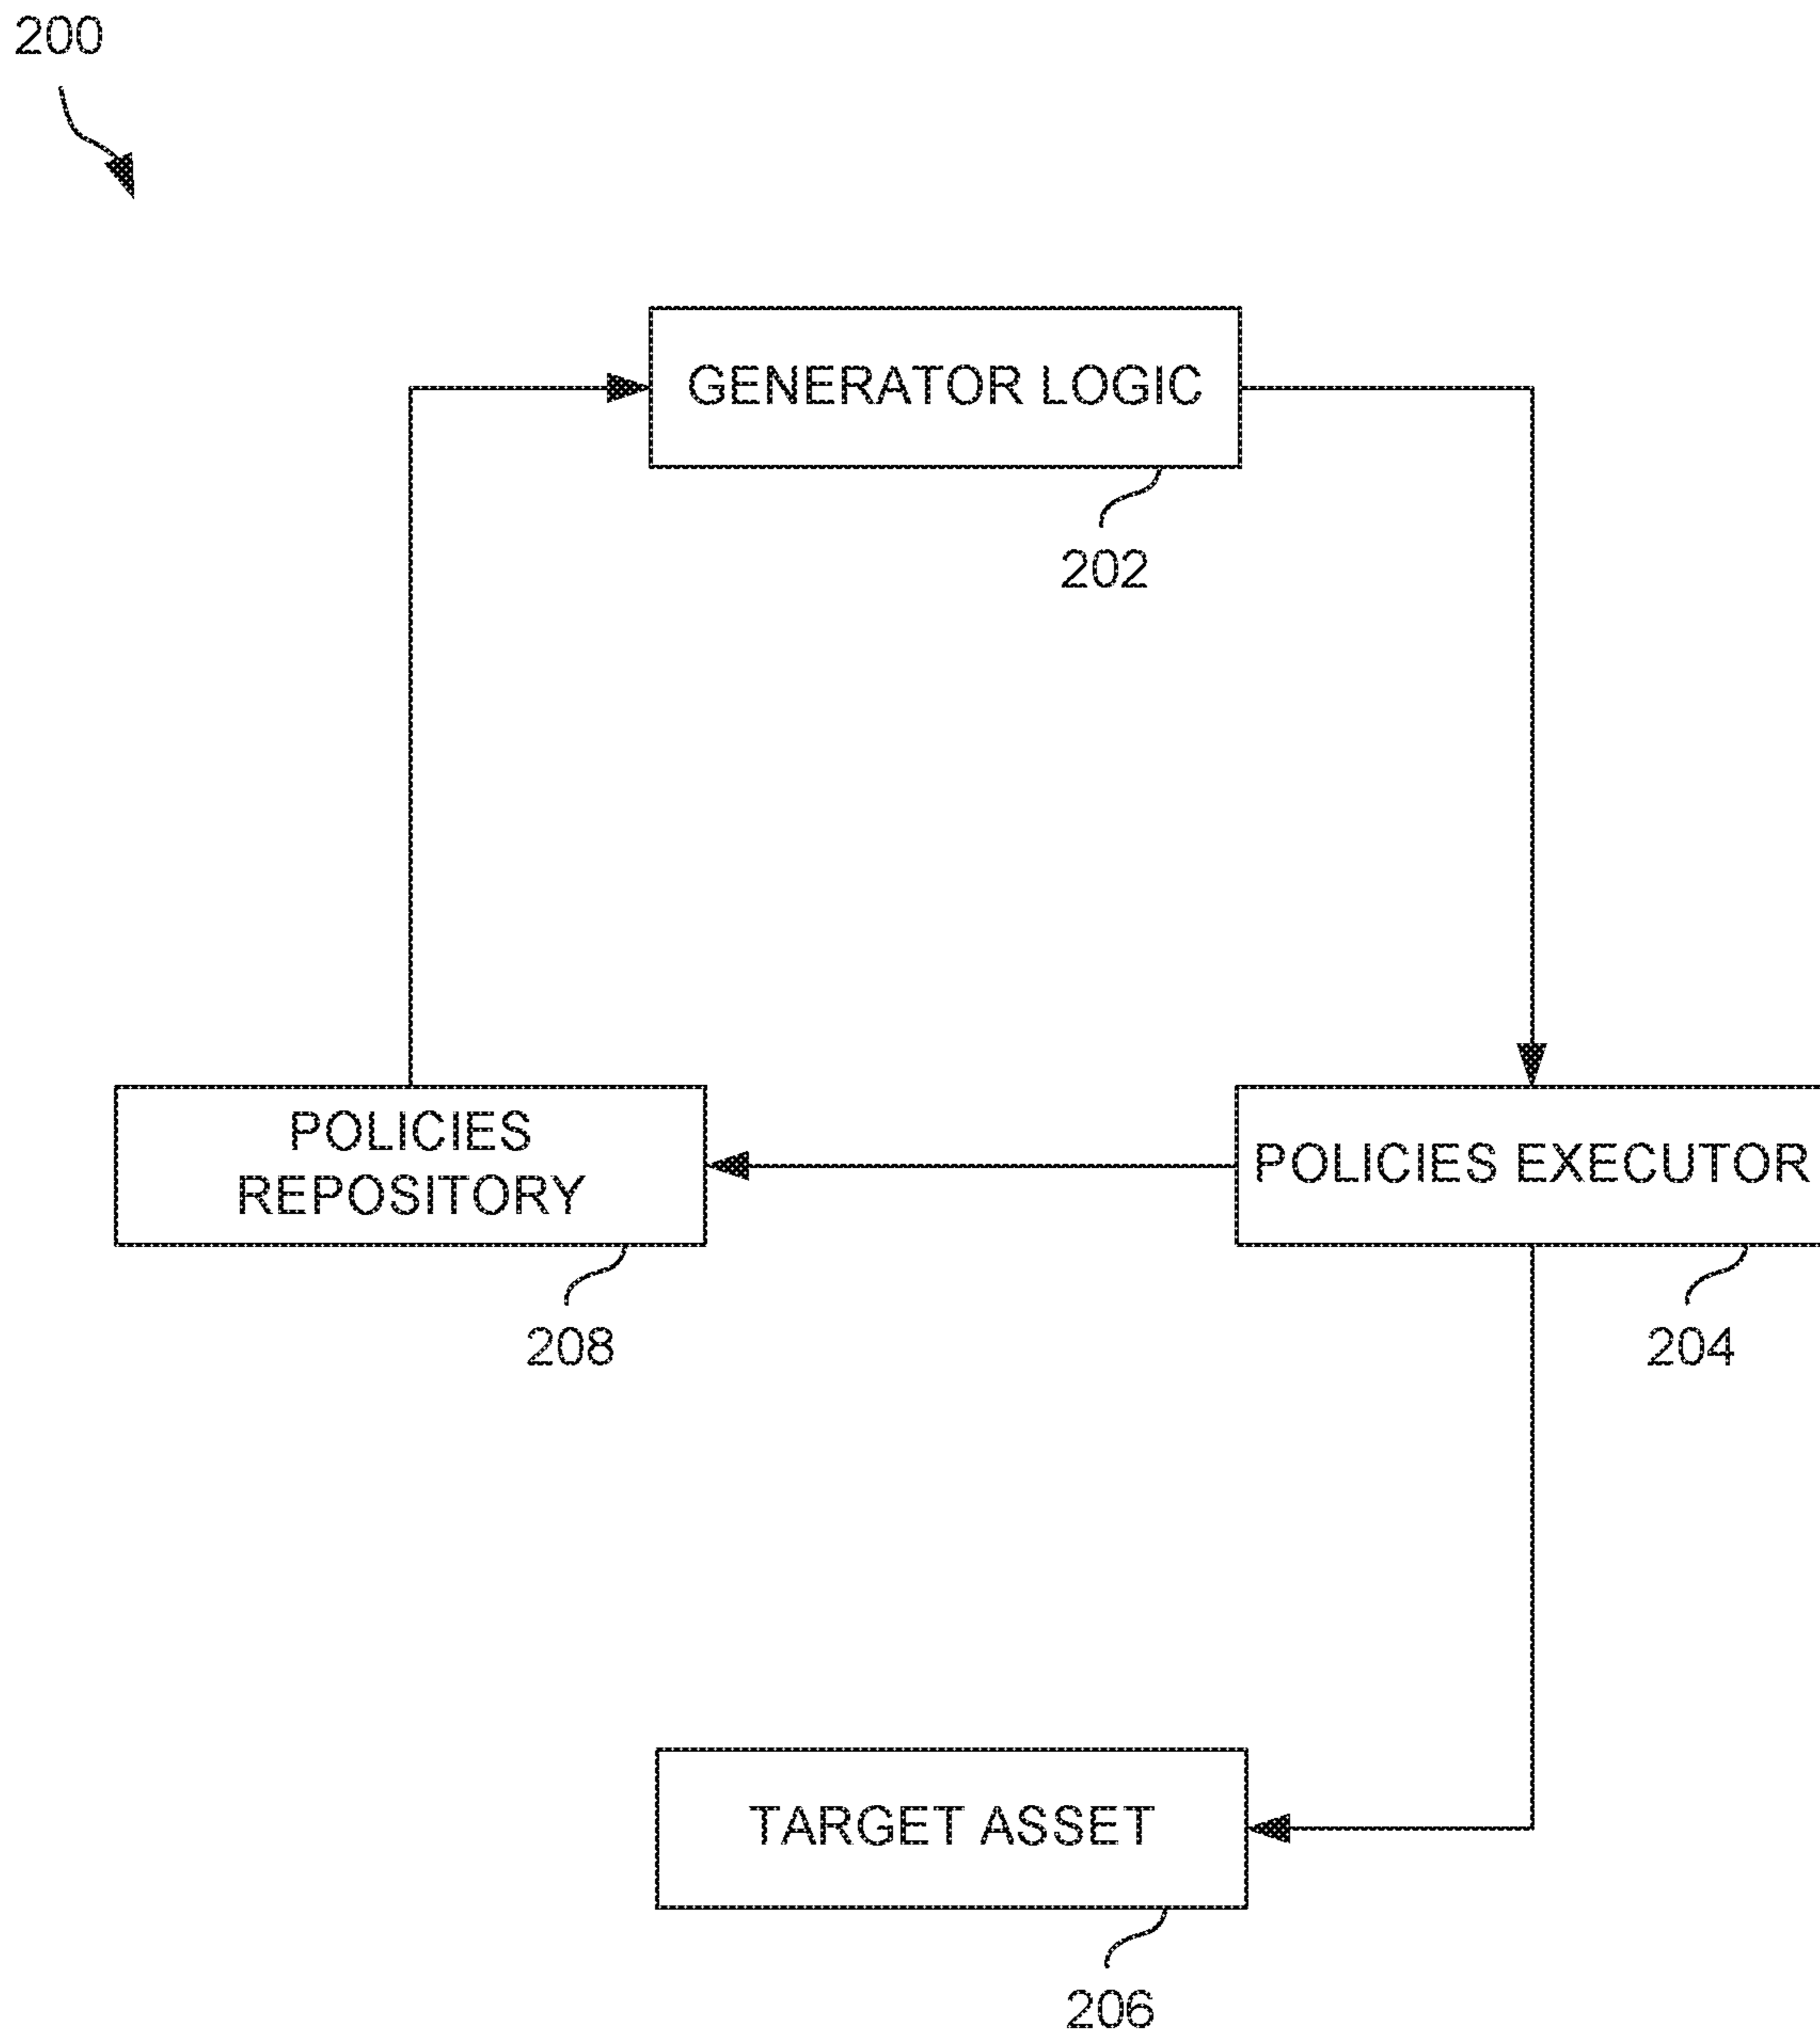 200
GENERATOR LOGIC
202
POLICIES
REPOSITORY
208
POLICIES EXECUTOR
204
TARGET ASSET
206